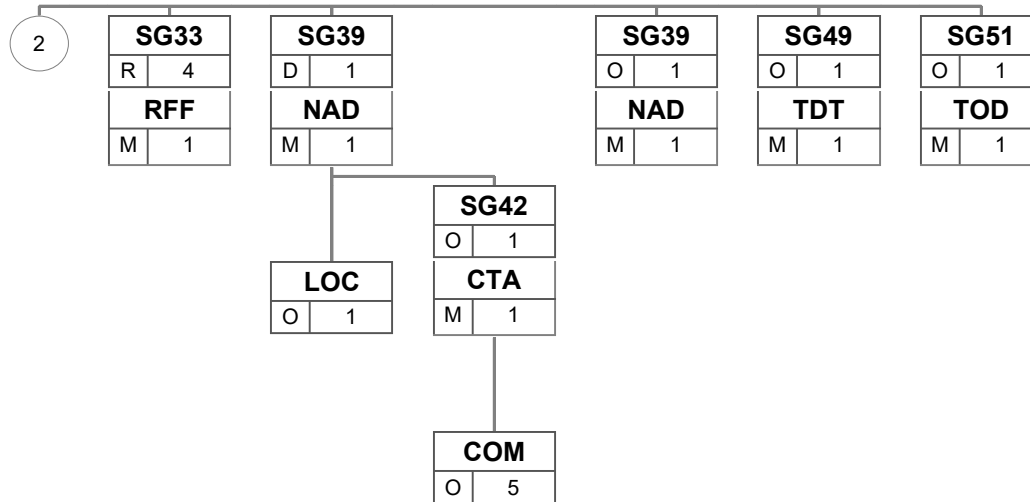 2
SG33 SG39 SG39 SG49 SG51
R 4 D 1 O 1 O 1 O 1
RFF NAD NAD TDT TOD
M 1 M 1 M 1 M 1 M 1
SG42
O 1
LOC CTA
O 1 M 1
COM
O 5